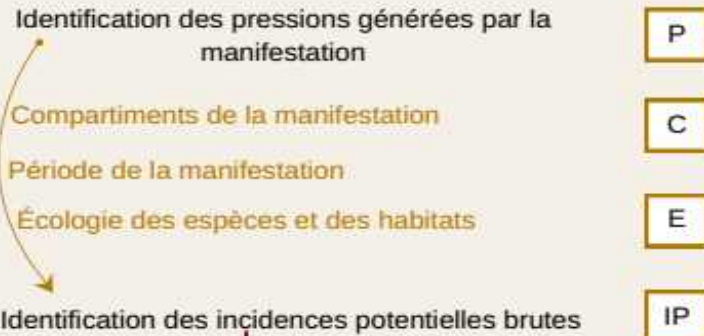 Identification des pressions générées par la
manifestation
P
Compartiments de la manifestation
C
Période de la manifestation
Écologie des espèces et des habitats
E
Identification des incidences potentielles brutes
IP